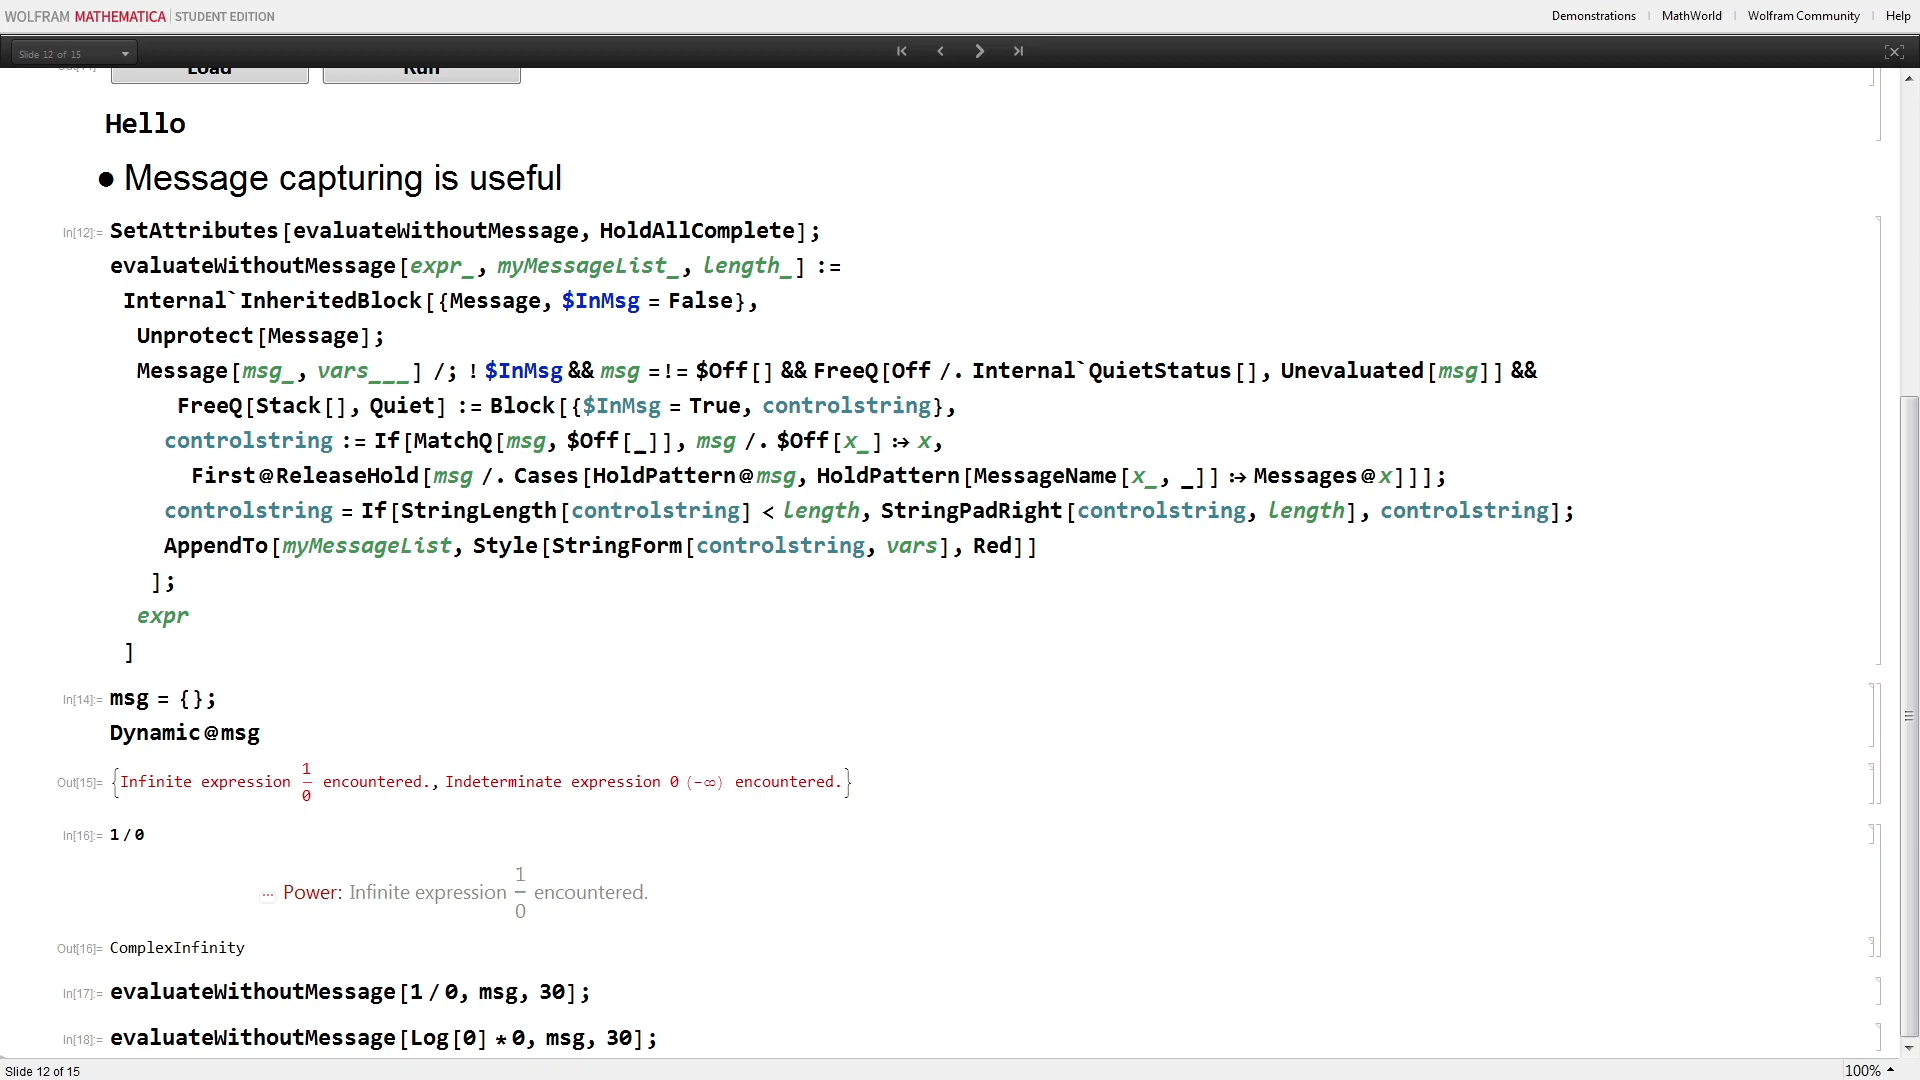 WOLFRAM MATHEMATICA | STUDENT EDITION
Demonstrations | MathWorld | Wolfram Community | Help
Slide 12 of 15
Load Run
Hello
● Message capturing is useful
In[12]:= SetAttributes[evaluateWithoutMessage, HoldAllComplete];
evaluateWithoutMessage[expr_, myMessageList_, length_] :=
Internal`InheritedBlock[{Message, $InMsg = False},
Unprotect[Message];
Message[msg_, vars___] /; ! $InMsg && msg =!= $Off[] && FreeQ[Off /. Internal`QuietStatus[], Unevaluated[msg]] &&
FreeQ[Stack[], Quiet] := Block[{$InMsg = True, controlstring},
controlstring := If[MatchQ[msg, $Off[_]], msg /. $Off[x_] :> x,
First@ReleaseHold[msg /. Cases[HoldPattern@msg, HoldPattern[MessageName[x_, _]] :> Messages@x]]];
controlstring = If[StringLength[controlstring] < length, StringPadRight[controlstring, length], controlstring];
AppendTo[myMessageList, Style[StringForm[controlstring, vars], Red]]
];
expr
]
In[14]:= msg = {};
Dynamic@msg
Out[15]= {Infinite expression 1/0 encountered., Indeterminate expression 0 (-∞) encountered.}
In[16]:= 1 / 0
... Power: Infinite expression 1/0 encountered.
Out[16]= ComplexInfinity
In[17]:= evaluateWithoutMessage[1 / 0, msg, 30];
In[18]:= evaluateWithoutMessage[Log[0] * 0, msg, 30];
Slide 12 of 15
100%